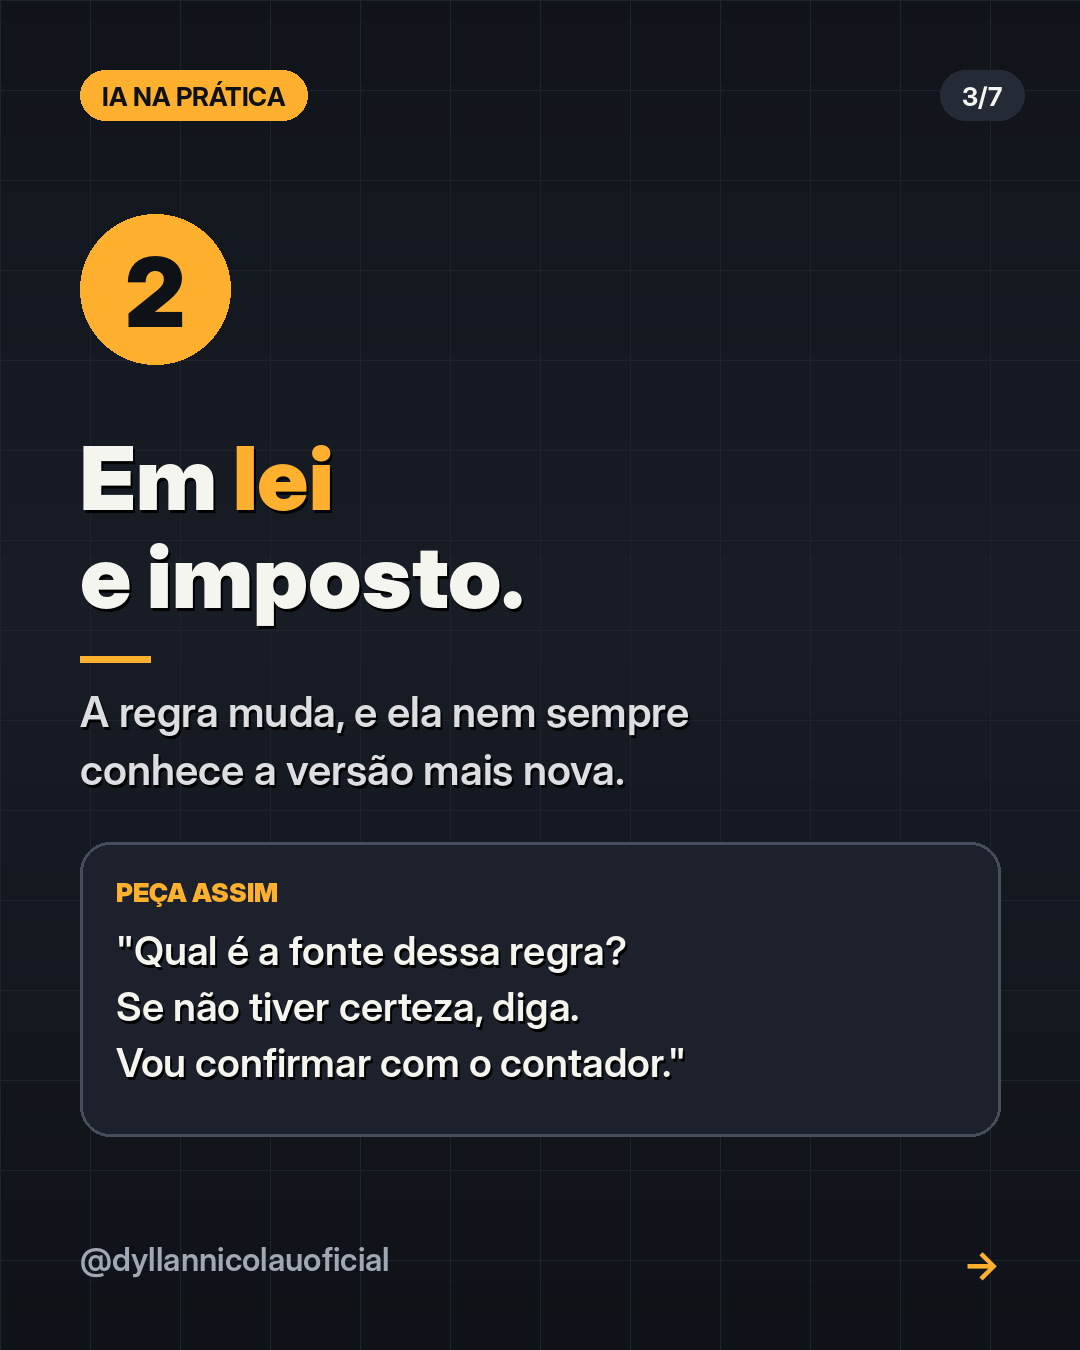 IA NA PRÁTICA
3/7
2
Em lei
e imposto.
A regra muda, e ela nem sempre
conhece a versão mais nova.
PEÇA ASSIM
"Qual é a fonte dessa regra?
Se não tiver certeza, diga.
Vou confirmar com o contador."
@dyllannicolauoficial
→